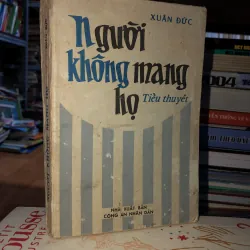 XUÂN ĐỨC
Người
không mang
họ
Tiểu thuyết
NHÀ XUẤT BẢN
CÔNG AN NHÂN DÂN